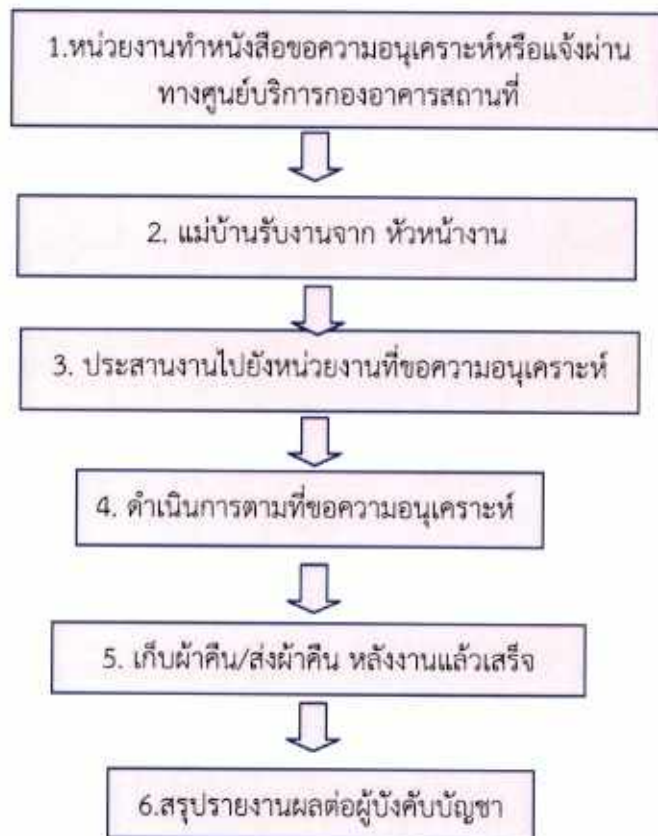 1.หน่วยงานทำหนังสือขอความอนุเคราะห์หรือแจ้งผ่าน
ทางศูนย์บริการกองอาคารสถานที่
2. แม่บ้านรับงานจาก หัวหน้างาน
3. ประสานงานไปยังหน่วยงานที่ขอความอนุเคราะห์
4. ดำเนินการตามที่ขอความอนุเคราะห์
5. เก็บผ้าคืน/ส่งผ้าคืน หลังงานแล้วเสร็จ
6.สรุปรายงานผลต่อผู้บังคับบัญชา